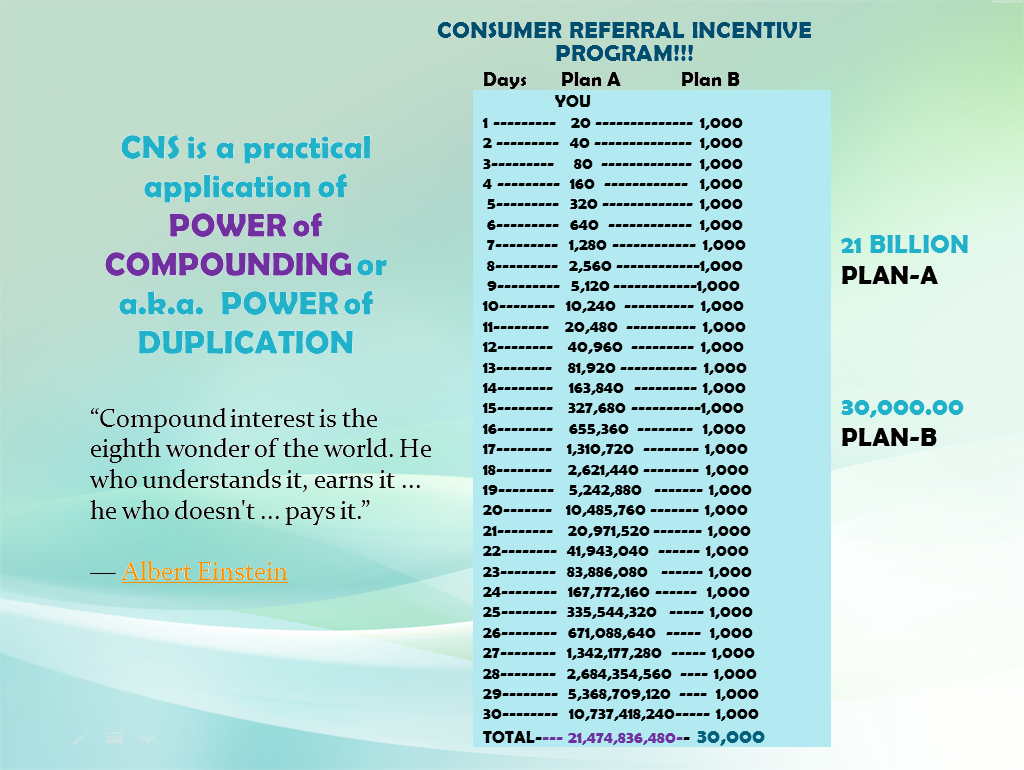 CONSUMER REFERRAL INCENTIVE
PROGRAM!!!
Days Plan A Plan B
YOU
1 --------- 20 -------------- 1,000
2 --------- 40 -------------- 1,000
3--------- 80 ------------- 1,000
4 --------- 160 ------------ 1,000
5--------- 320 ------------- 1,000
6--------- 640 ------------ 1,000
7--------- 1,280 ------------ 1,000
8--------- 2,560 ------------1,000
9--------- 5,120 ------------1,000
10-------- 10,240 ---------- 1,000
11-------- 20,480 ---------- 1,000
12-------- 40,960 --------- 1,000
13-------- 81,920 ----------- 1,000
14-------- 163,840 --------- 1,000
15-------- 327,680 ----------1,000
16-------- 655,360 -------- 1,000
17-------- 1,310,720 -------- 1,000
18-------- 2,621,440 -------- 1,000
19-------- 5,242,880 ------- 1,000
20------- 10,485,760 ------- 1,000
21-------- 20,971,520 ------- 1,000
22-------- 41,943,040 ------ 1,000
23-------- 83,886,080 ------ 1,000
24-------- 167,772,160 ------ 1,000
25-------- 335,544,320 ----- 1,000
26-------- 671,088,640 ----- 1,000
27-------- 1,342,177,280 ----- 1,000
28-------- 2,684,354,560 ---- 1,000
29-------- 5,368,709,120 ---- 1,000
30-------- 10,737,418,240----- 1,000
TOTAL---- 21,474,836,480-- 30,000
CNS is a practical
application of
POWER of
COMPOUNDING or
a.k.a. POWER of
DUPLICATION
“Compound interest is the
eighth wonder of the world. He
who understands it, earns it ...
he who doesn't ... pays it.”
— Albert Einstein
21 BILLION
PLAN-A
30,000.00
PLAN-B